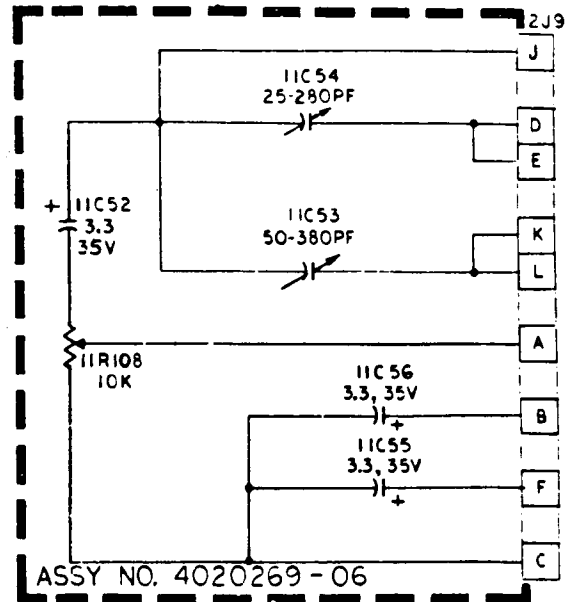 2J9
J
11C54
25-280PF
D
E
+ 11C52
3.3
35V
11C53
50-380PF
K
L
A
11R108
10K
11C56
3.3, 35V
+
B
11C55
3.3, 35V
+
F
C
ASSY NO. 4020269-06